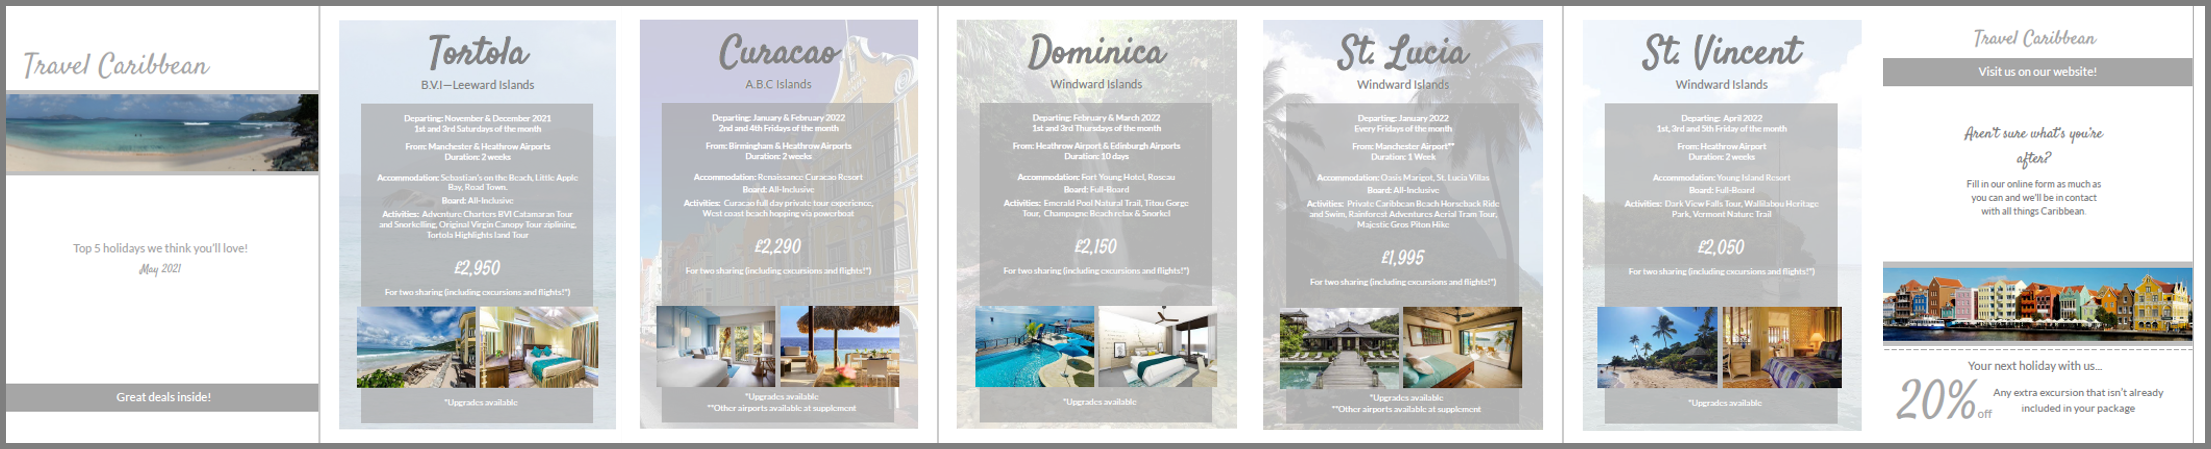 Travel Caribbean
Top 5 holidays we think you'll love!
May 2021
Great deals inside!
Tortola
B.V.I—Leeward Islands
Departing: November & December 2021
1st and 3rd Saturdays of the month
From: Manchester & Heathrow Airports
Duration: 2 weeks
Accommodation: Sebastian's on the Beach, Little Apple
Bay, Road Town.
Board: All-Inclusive
Activities: Adventure Charters BVI Catamaran Tour
and Snorkelling, Original Virgin Canopy Tour ziplining,
Tortola Highlights Land Tour
£2,950
For two sharing (including excursions and flights!*)
*Upgrades available
Curacao
A.B.C Islands
Departing: January & February 2022
2nd and 4th Fridays of the month
From: Birmingham & Heathrow Airports
Duration: 2 weeks
Accommodation: Renaissance Curacao Resort
Board: All-Inclusive
Activities: Curacao full day private tour experience,
West coast beach hopping via powerboat
£2,290
For two sharing (including excursions and flights!*)
*Upgrades available
**Other airports available at supplement
Dominica
Windward Islands
Departing: February & March 2022
1st and 3rd Thursdays of the month
From: Heathrow Airport & Edinburgh Airports
Duration: 10 days
Accommodation: Fort Young Hotel, Roseau
Board: Full-Board
Activities: Emerald Pool Natural Trail, Titou Gorge
Tour, Champagne Beach relax & Snorkel
£2,150
For two sharing (including excursions and flights!*)
*Upgrades available
St. Lucia
Windward Islands
Departing: January 2022
Every Fridays of the month
From: Manchester Airport**
Duration: 1 Week
Accommodation: Oasis Marigot, St. Lucia Villas
Board: All-Inclusive
Activities: Private Caribbean Beach Horseback Ride
and Swim, Rainforest Adventures Aerial Tram Tour,
Majestic Gros Piton Hike
£1,995
For two sharing (including excursions and flights!*)
*Upgrades available
**Other airports available at supplement
St. Vincent
Windward Islands
Departing: April 2022
1st, 3rd and 5th Friday of the month
From: Heathrow Airport
Duration: 2 weeks
Accommodation: Young Island Resort
Board: Full-Board
Activities: Dark View Falls Tour, Wallilabou Heritage
Park, Vermont Nature Trail
£2,050
For two sharing (including excursions and flights!*)
*Upgrades available
Travel Caribbean
Visit us on our website!
Aren't sure what's you're
after?
Fill in our online form as much as
you can and we'll be in contact
with all things Caribbean.
Your next holiday with us...
20% off
Any extra excursion that isn't already
included in your package